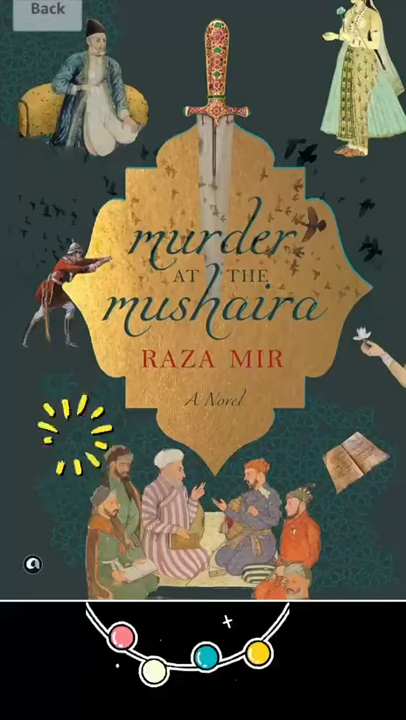 Back
murder
AT THE
mushaira
RAZA MIR
A Novel
a